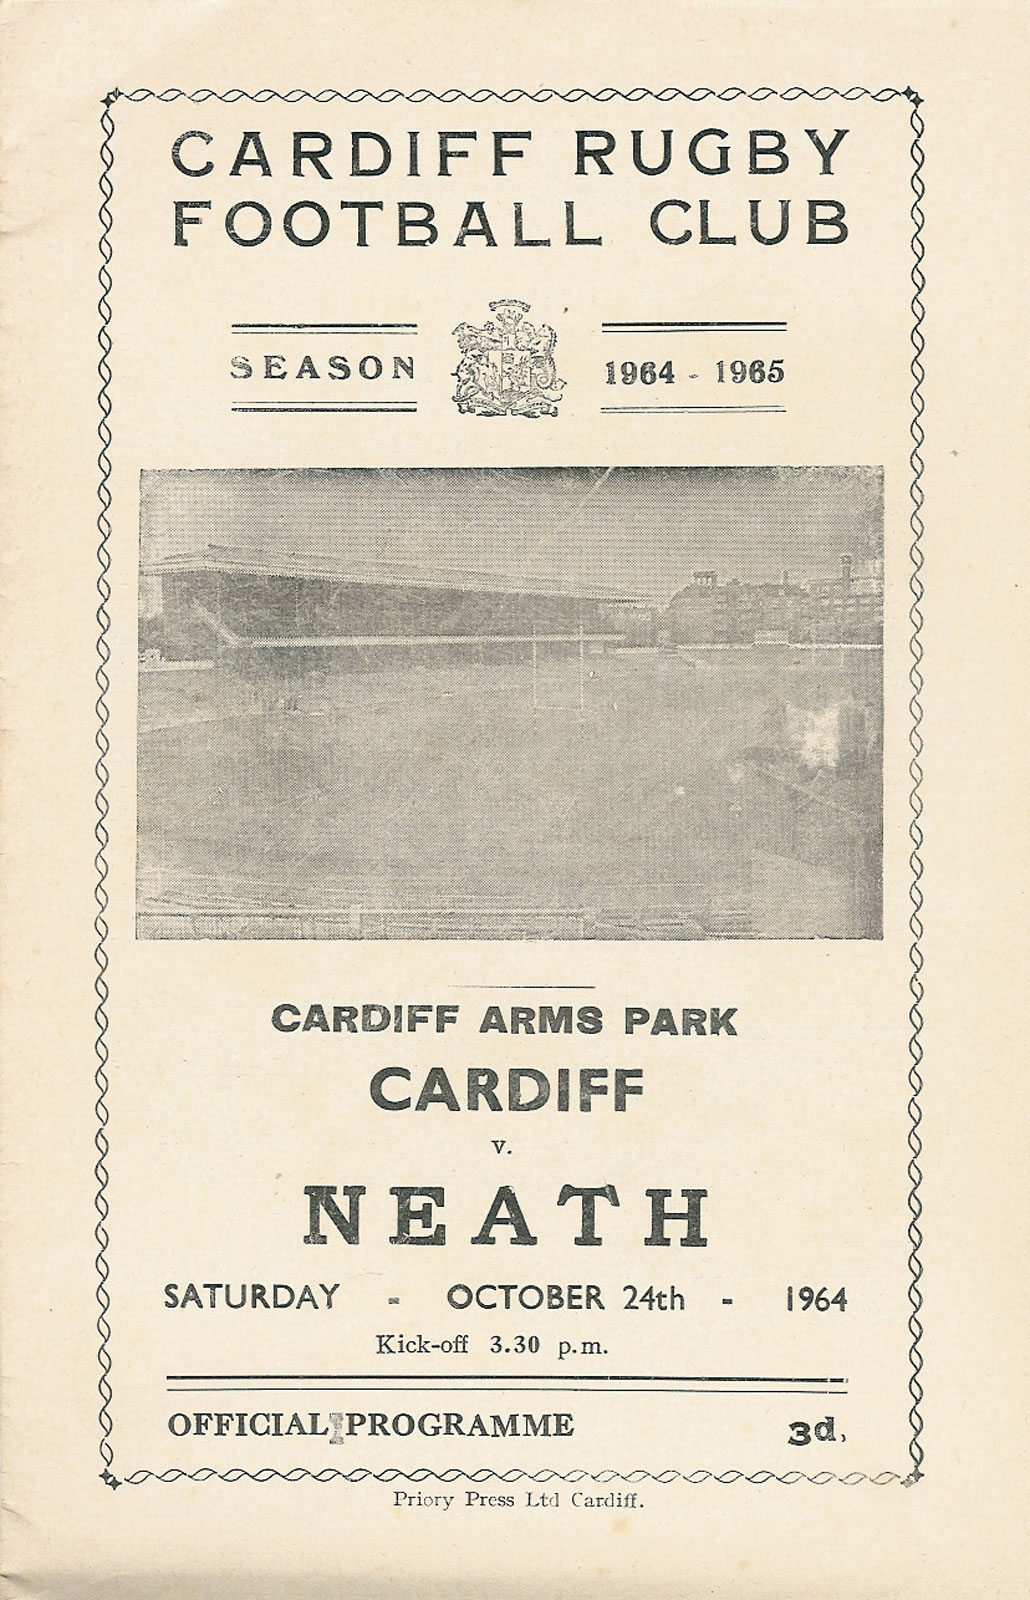 CARDIFF RUGBY
FOOTBALL CLUB
SEASON 1964 - 1965
CARDIFF ARMS PARK
CARDIFF
v.
NEATH
SATURDAY - OCTOBER 24th - 1964
Kick-off 3.30 p.m.
OFFICIAL PROGRAMME 3d.
Priory Press Ltd Cardiff.